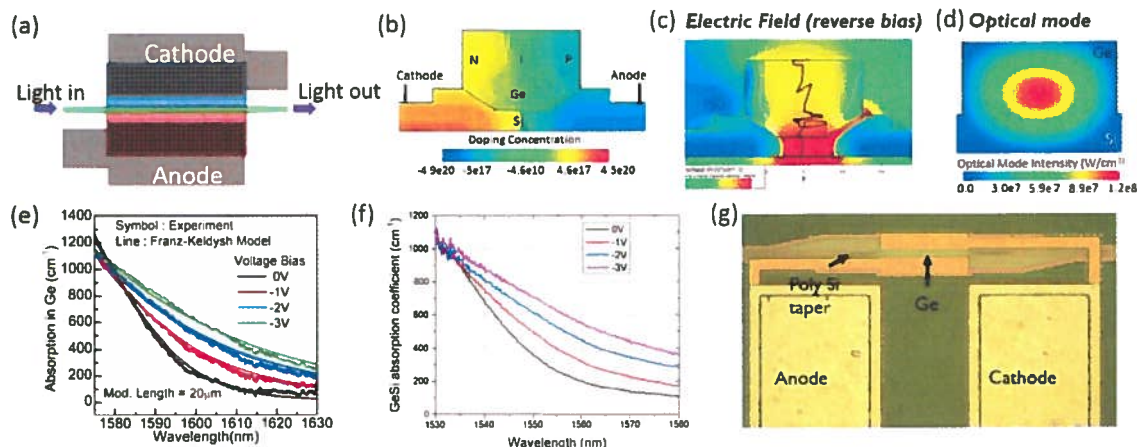 (a)
Cathode
Light in
Light out
Anode
(b)
N I P
Cathode
Anode
Ge
S
Doping Concentration
-4.9e20 -5e17 -4.6e10 4.6e17 4.5e20
(c) Electric Field (reverse bias)
(d) Optical mode
Ge
Optical Mode Intensity (W/cm
0.0 3.0e7 5.9e7 8.9e7 1.2e8
(e)
Symbol : Experiment
Line : Franz-Keldysh Model
Voltage Bias
0V
-1V
-2V
-3V
Mod. Length = 20μm
Absorption in Ge (cm-1)
1400
1200
1000
800
600
400
200
0
1580 1590 1600 1610 1620 1630
Wavelength(nm)
(f)
0V
-1V
-2V
-3V
GeSi absorption coefficient (cm-1)
1200
1000
800
600
400
200
0
1530 1540 1550 1560 1570 1580
Wavelength (nm)
(g)
Poly Si
taper
Ge
Anode
Cathode